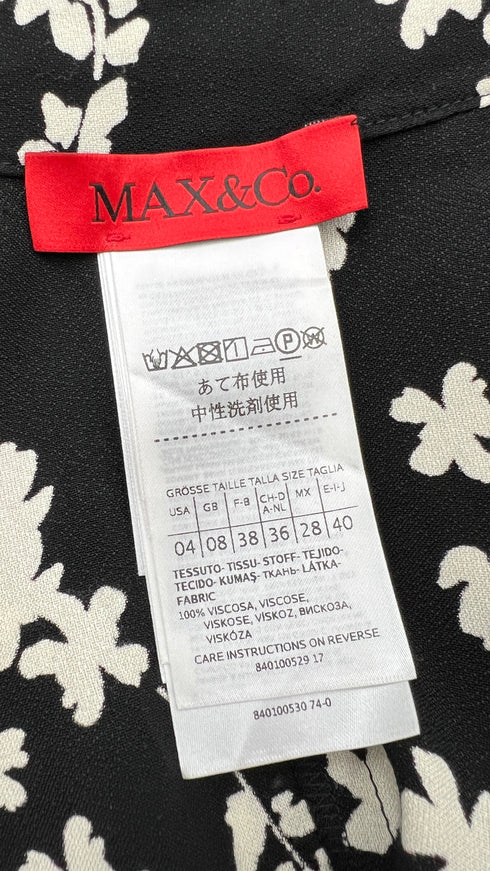 MAX&Co.
あて布使用
中性洗剤使用
GRÖSSE TAILLE TALLA SIZE TAGLIA
USA GB F-B CH-D A-NL MX E-I-J
04 08 38 36 28 40
TESSUTO- TISSU- STOFF- TEJIDO-
TECIDO- KUMAŞ- ТКАНЬ- LÁTKA-
FABRIC
100% VISCOSA, VISCOSE,
VISKOSE, VÍSKOZ, ВИСКОЗА,
VISKÓZA
CARE INSTRUCTIONS ON REVERSE
840100529 17
840100530 74-0